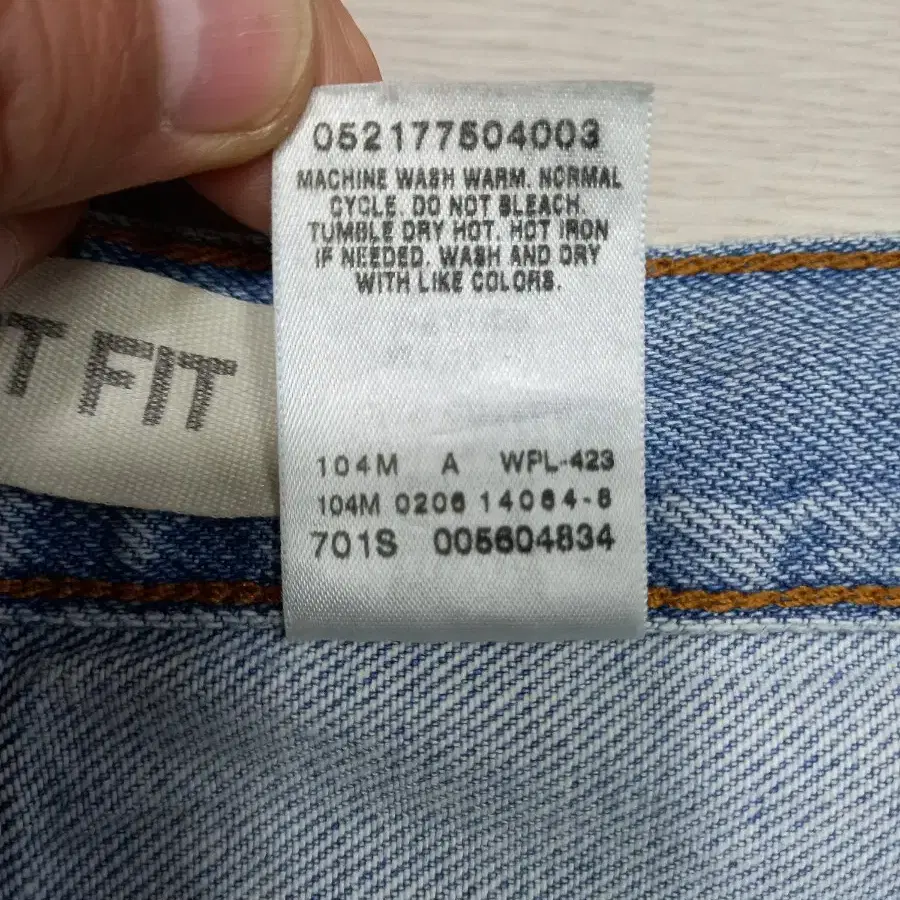 052177504003
MACHINE WASH WARM. NORMAL
CYCLE. DO NOT BLEACH.
TUMBLE DRY HOT. HOT IRON
IF NEEDED. WASH AND DRY
WITH LIKE COLORS.
T FIT
104M A WPL-423
104M 0206 14064-8
701S 005604834